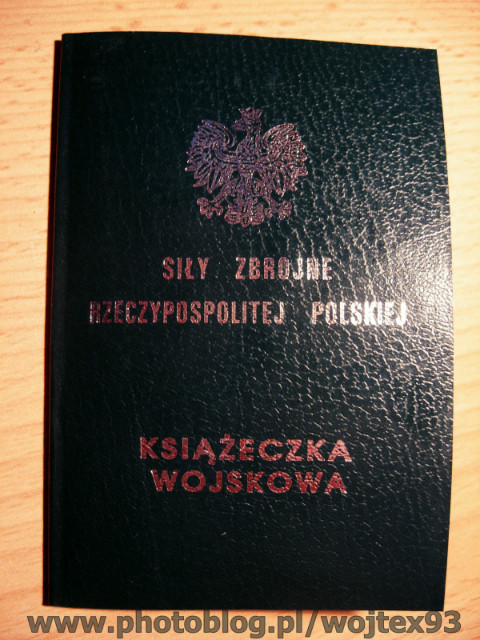 SIŁY ZBROJNE
RZECZYPOSPOLITEJ POLSKIEJ
KSIĄŻECZKA
WOJSKOWA
www.photoblog.pl/wojtex93